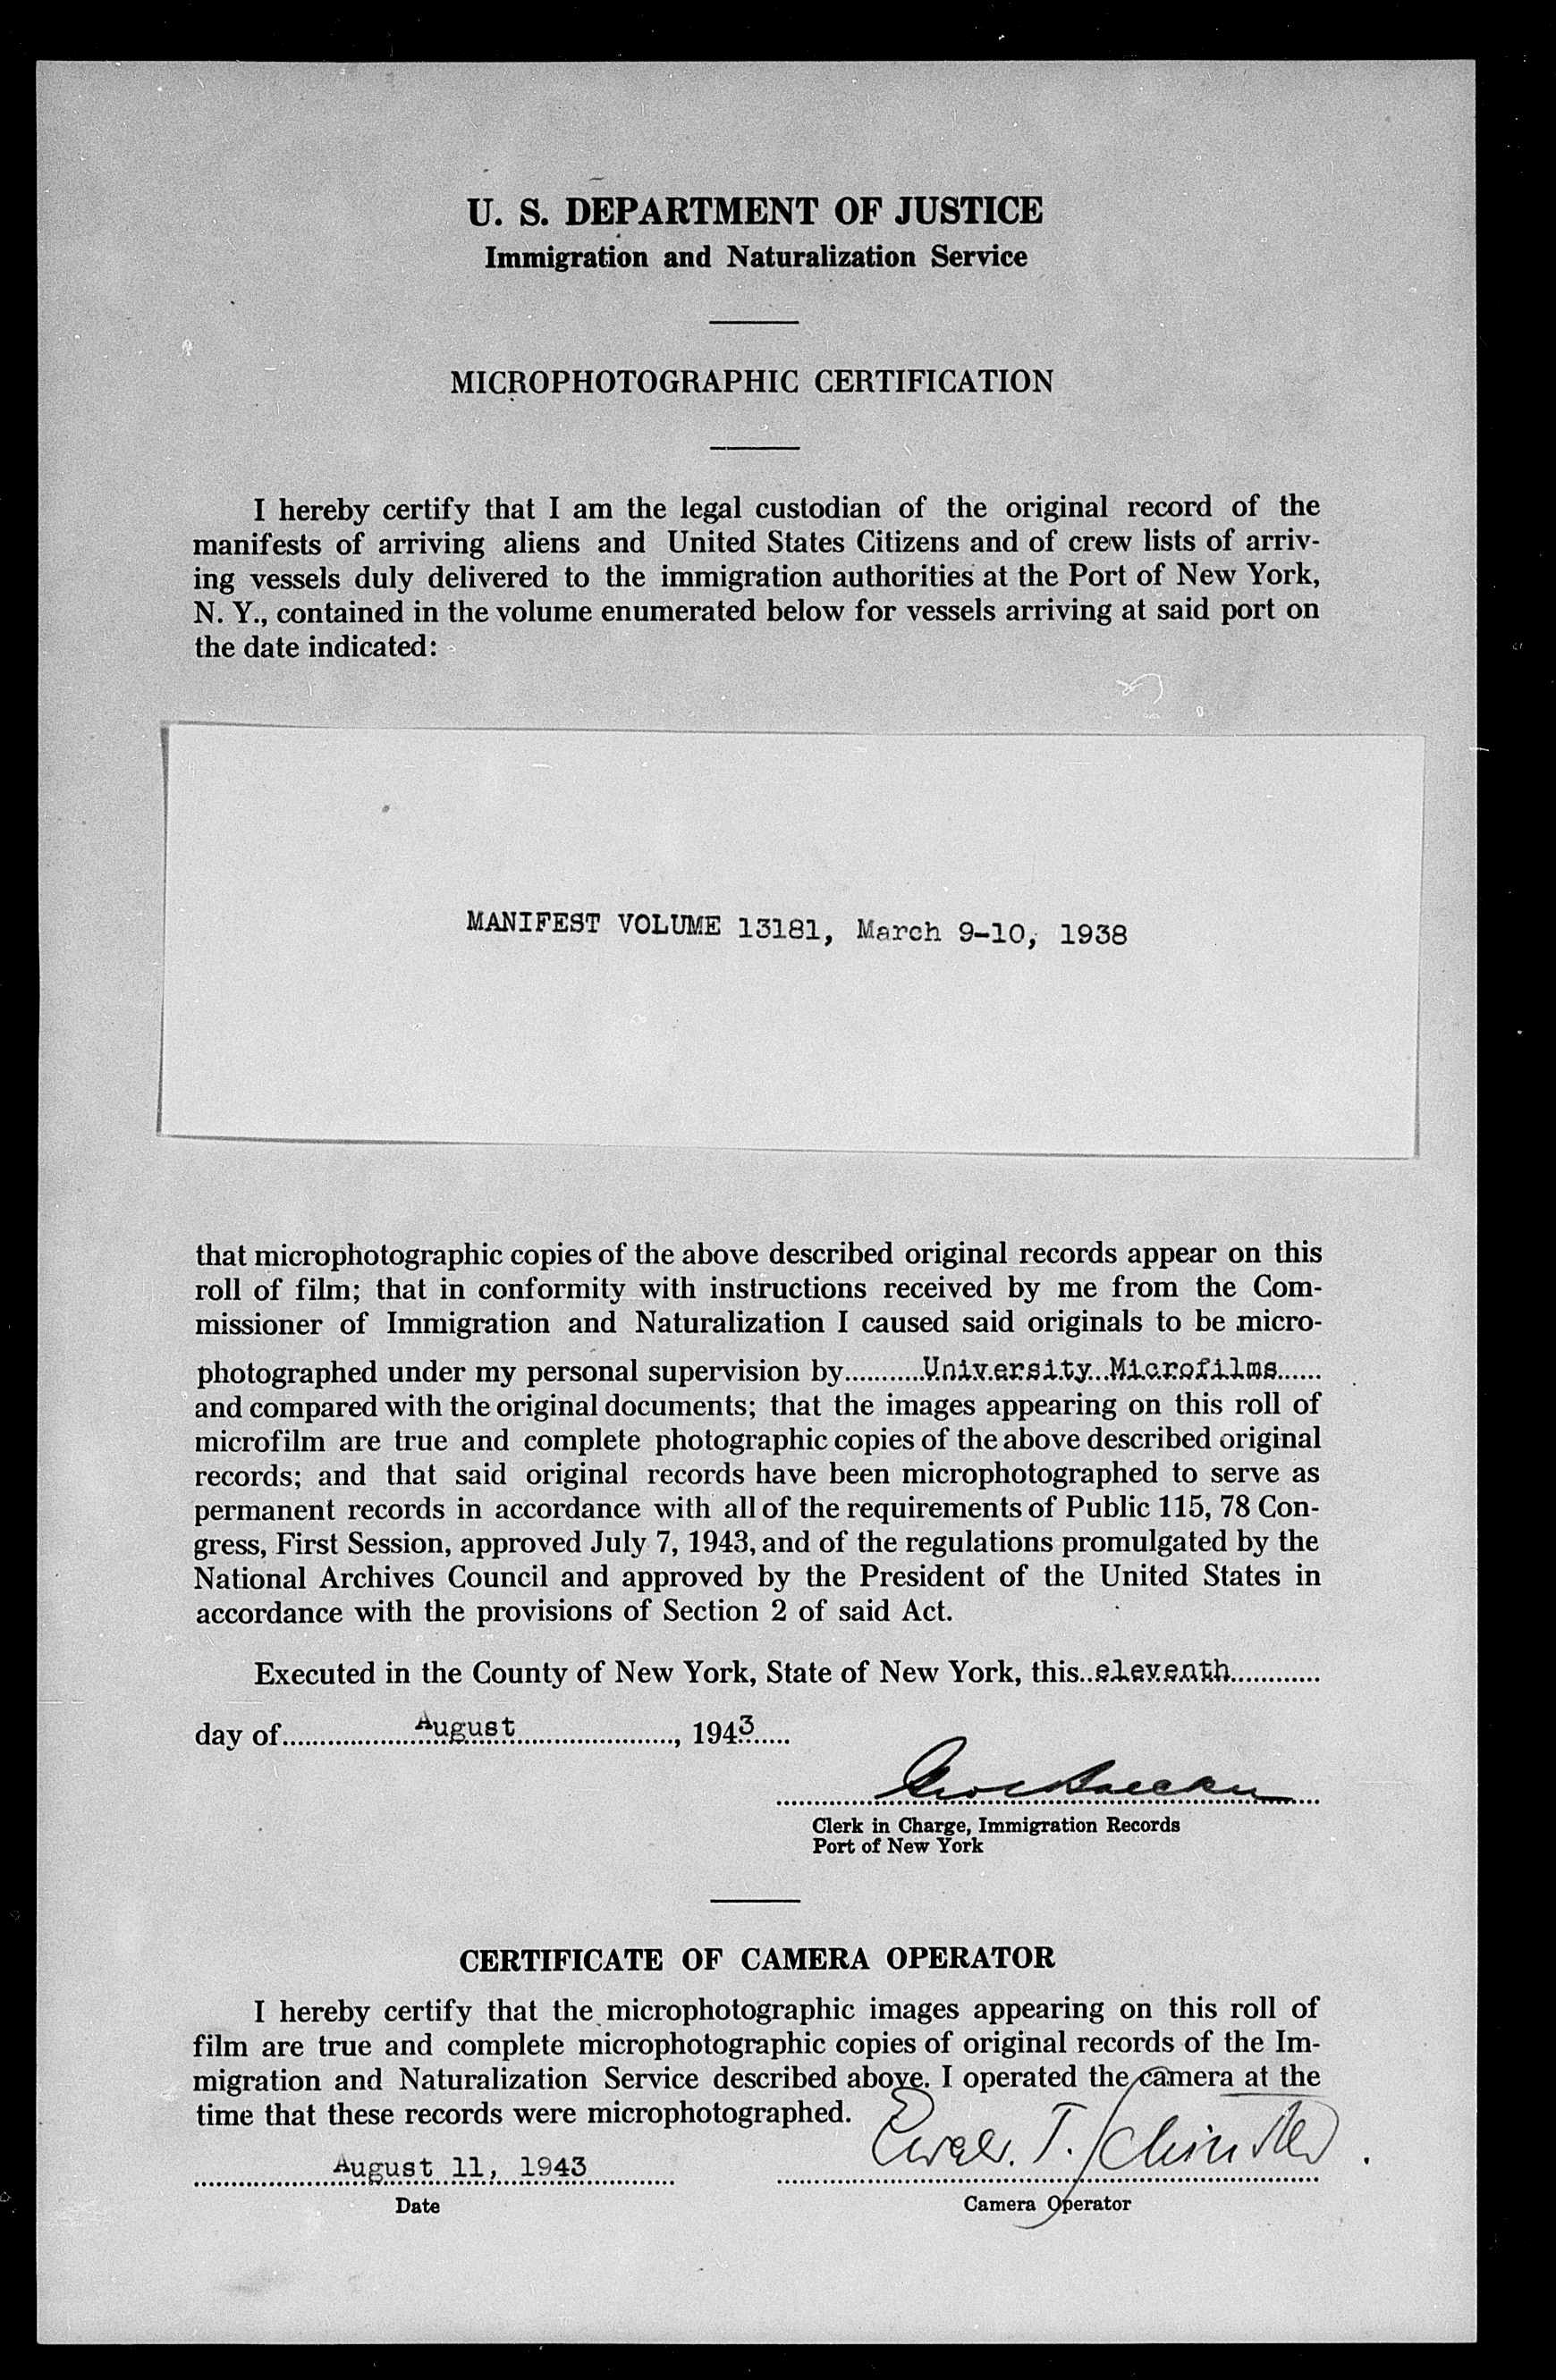 U. S. DEPARTMENT OF JUSTICE
Immigration and Naturalization Service
MICROPHOTOGRAPHIC CERTIFICATION
I hereby certify that I am the legal custodian of the original record of the
manifests of arriving aliens and United States Citizens and of crew lists of arriv-
ing vessels duly delivered to the immigration authorities at the Port of New York,
N. Y., contained in the volume enumerated below for vessels arriving at said port on
the date indicated:
MANIFEST VOLUME 13181, March 9-10, 1938
that microphotographic copies of the above described original records appear on this
roll of film; that in conformity with instructions received by me from the Com-
missioner of Immigration and Naturalization I caused said originals to be micro-
photographed under my personal supervision by University Microfilms
and compared with the original documents; that the images appearing on this roll of
microfilm are true and complete photographic copies of the above described original
records; and that said original records have been microphotographed to serve as
permanent records in accordance with all of the requirements of Public 115, 78 Con-
gress, First Session, approved July 7, 1943, and of the regulations promulgated by the
National Archives Council and approved by the President of the United States in
accordance with the provisions of Section 2 of said Act.
Executed in the County of New York, State of New York, this eleventh
day of August, 1943
Clerk in Charge, Immigration Records
Port of New York
CERTIFICATE OF CAMERA OPERATOR
I hereby certify that the microphotographic images appearing on this roll of
film are true and complete microphotographic copies of original records of the Im-
migration and Naturalization Service described above. I operated the camera at the
time that these records were microphotographed.
August 11, 1943
Date
Camera Operator